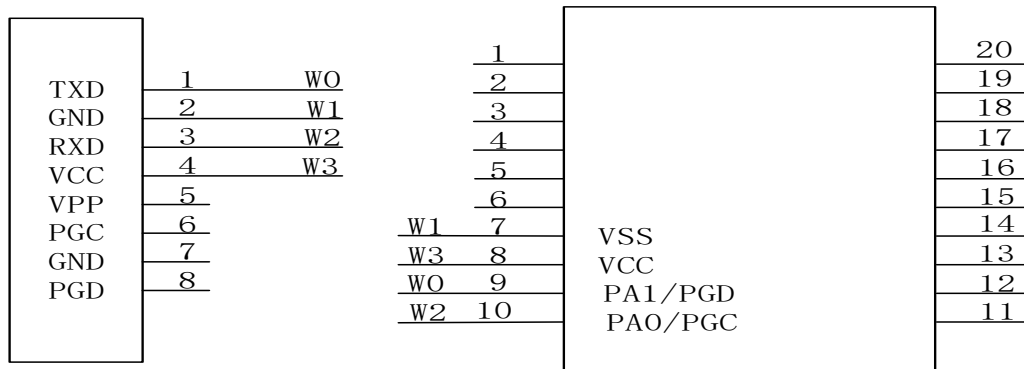 TXD 1 W0
GND 2 W1
RXD 3 W2
VCC 4 W3
VPP 5
PGC 6
GND 7
PGD 8
1 20
2 19
3 18
4 17
5 16
6 15
W1 7 VSS 14
W3 8 VCC 13
W0 9 PA1/PGD 12
W2 10 PA0/PGC 11